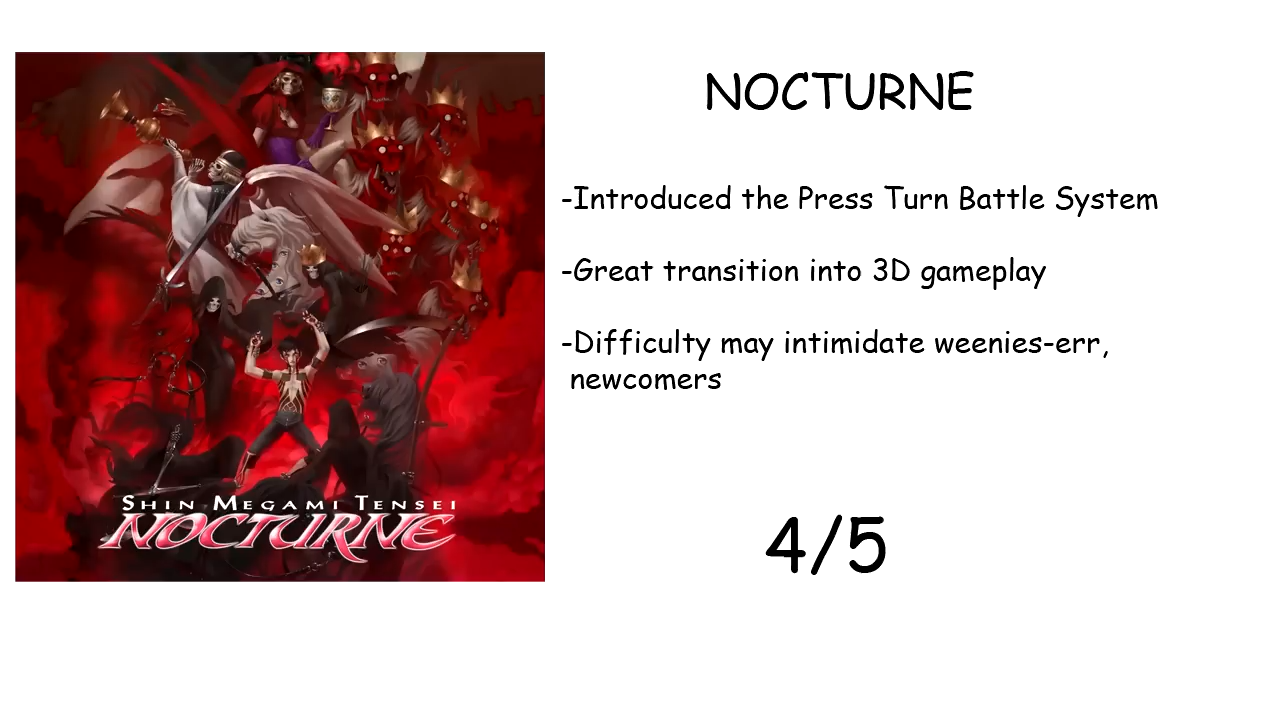 NOCTURNE
-Introduced the Press Turn Battle System
-Great transition into 3D gameplay
-Difficulty may intimidate weenies-err,
newcomers
4/5
SHIN MEGAMI TENSEI
NOCTURNE